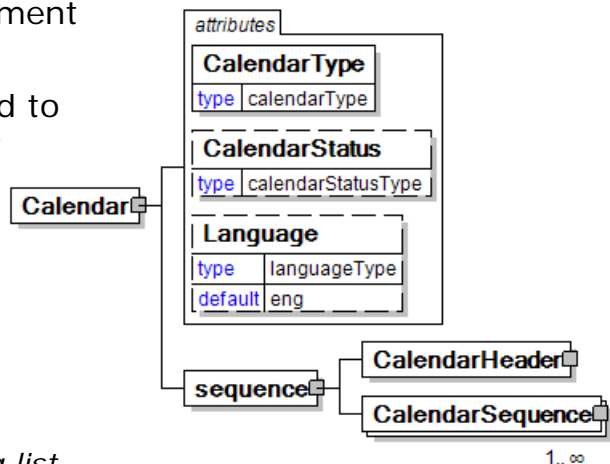 ment
attributes
CalendarType
type calendarType
d to
CalendarStatus
type calendarStatusType
Calendar
Language
type languageType
default eng
CalendarHeader
sequence
CalendarSequence
1.. ∞
list